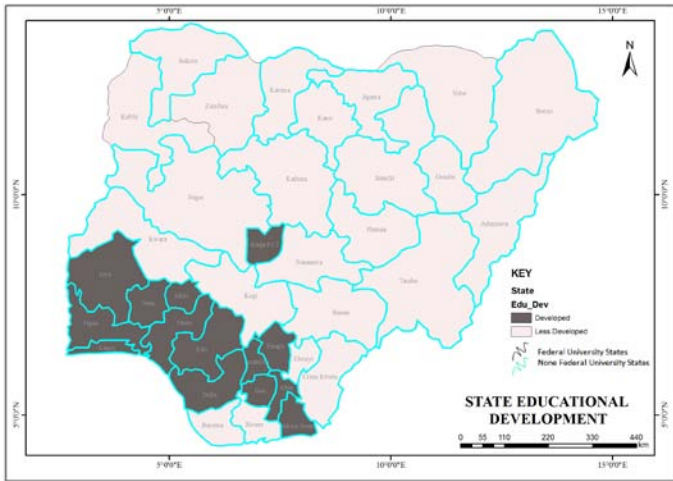 5°0'0"E
10°0'0"E
15°0'0"E
N
Sokoto
Katsina
Jigawa
Yobe
Borno
Zamfara
Kebbi
Kano
Kaduna
Bauchi
Gombe
Niger
10°0'0"N
10°0'0"N
Adamawa
Plateau
Kwara
Nasarawa
Taraba
KEY
State
Edu_Dev
Developed
Less Developed
Federal University States
None Federal University States
Kogi
Benue
Edo
Enugu
Ebonyi
Cross Rivers
Delta
Imo
STATE EDUCATIONAL
DEVELOPMENT
5°0'0"N
5°0'0"N
Bayelsa
Rivers
Akwa Ibom
0 55 110 220 330 440
km
5°0'0"E
10°0'0"E
15°0'0"E